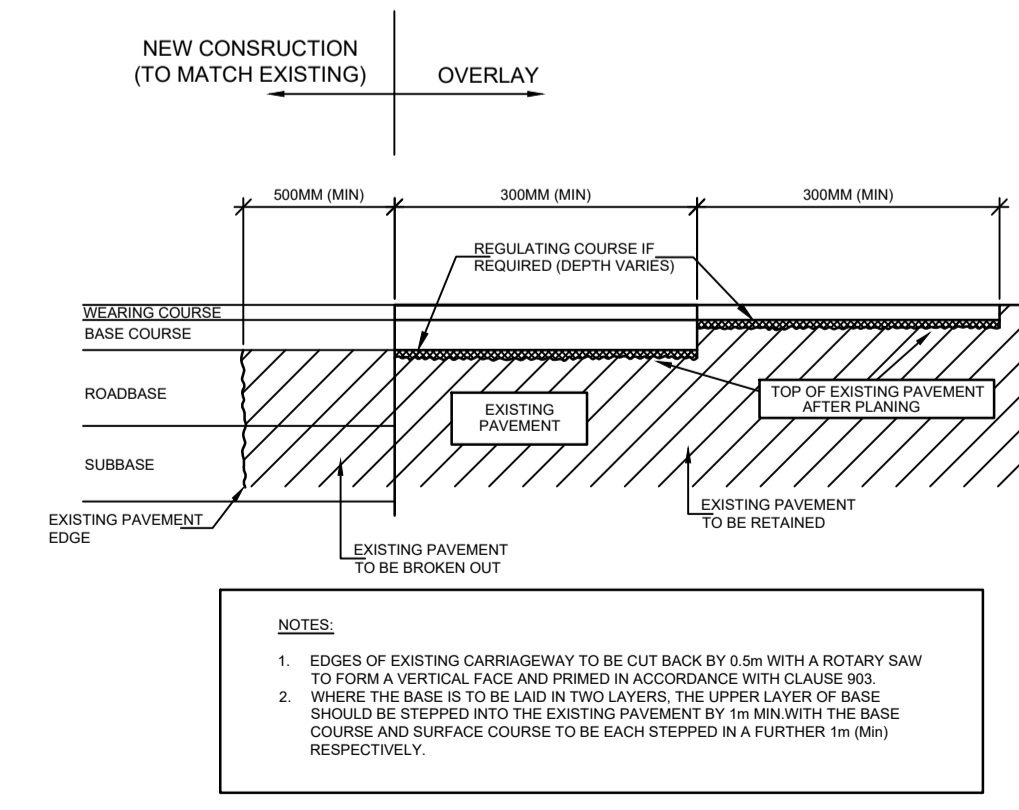 NEW CONSRUCTION
(TO MATCH EXISTING)
OVERLAY
500MM (MIN)
300MM (MIN)
300MM (MIN)
REGULATING COURSE IF
REQUIRED (DEPTH VARIES)
WEARING COURSE
BASE COURSE
ROADBASE
SUBBASE
EXISTING
PAVEMENT
TOP OF EXISTING PAVEMENT
AFTER PLANING
EXISTING PAVEMENT
EDGE
EXISTING PAVEMENT
TO BE BROKEN OUT
EXISTING PAVEMENT
TO BE RETAINED
NOTES:
1. EDGES OF EXISTING CARRIAGEWAY TO BE CUT BACK BY 0.5m WITH A ROTARY SAW
TO FORM A VERTICAL FACE AND PRIMED IN ACCORDANCE WITH CLAUSE 903.
2. WHERE THE BASE IS TO BE LAID IN TWO LAYERS, THE UPPER LAYER OF BASE
SHOULD BE STEPPED INTO THE EXISTING PAVEMENT BY 1m MIN.WITH THE BASE
COURSE AND SURFACE COURSE TO BE EACH STEPPED IN A FURTHER 1m (Min)
RESPECTIVELY.